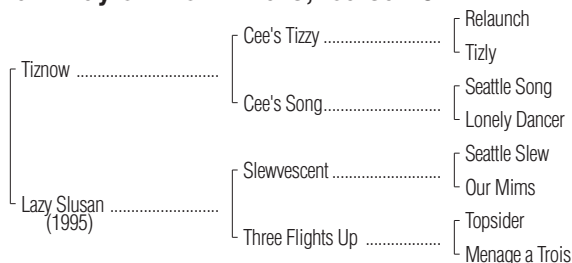 Relaunch
Cee's Tizzy
Tizly
Tiznow
Seattle Song
Cee's Song
Lonely Dancer
Seattle Slew
Slewvescent
Our Mims
Lazy Slusan
(1995)
Topsider
Three Flights Up
Menage a Trois